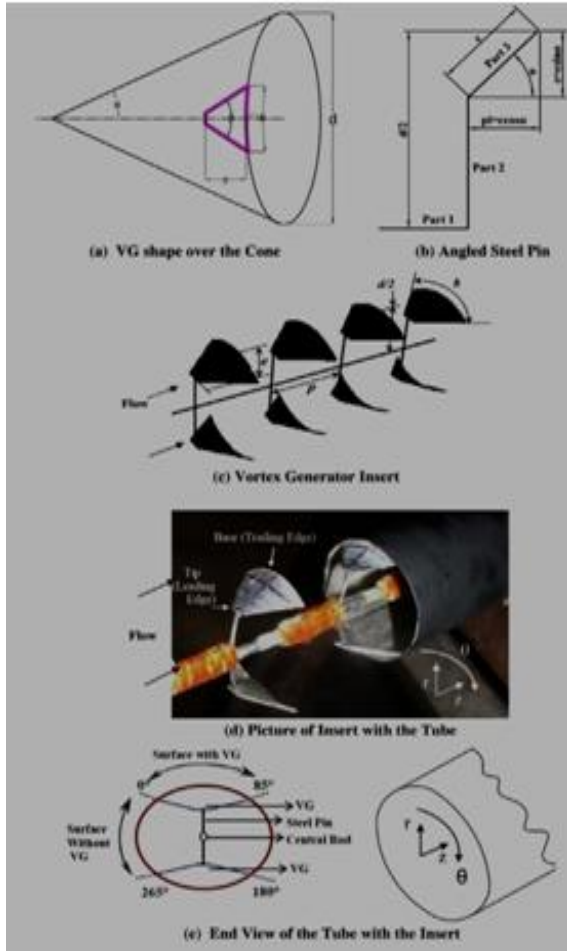 d
(a) VG shape over the Cone
Part 3
d/2
Part 2
Part 1
(b) Angled Steel Pin
d/2
b
Flow
p
(c) Vortex Generator Insert
Base (Trailing Edge)
Tip
(Leading
Edge)
Flow
θ
r
z
(d) Picture of Insert with the Tube
Surface with VG
0°
85°
VG
Steel Pin
Central Rod
VG
Surface
Without
VG
265°
180°
r
z
θ
(e) End View of the Tube with the Insert